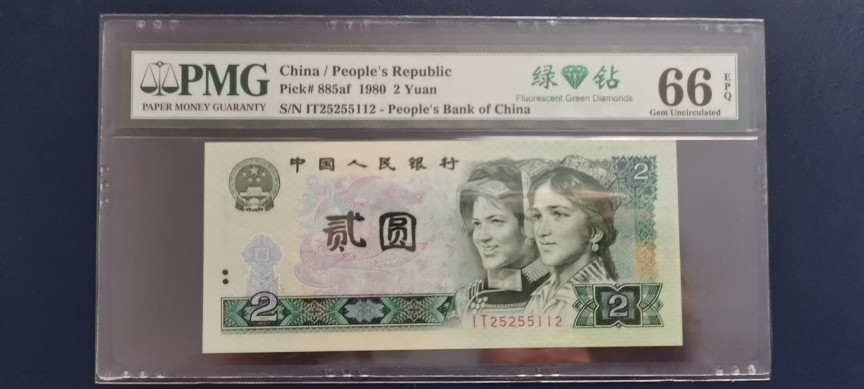 PMG
PAPER MONEY GUARANTY
China / People's Republic
Pick# 885af 1980 2 Yuan
S/N IT25255112 - People's Bank of China
绿 钻
Fluorescent Green Diamonds
66 EPQ
Gem Uncirculated
中国人民银行
2
贰圆
2
2
IT25255112